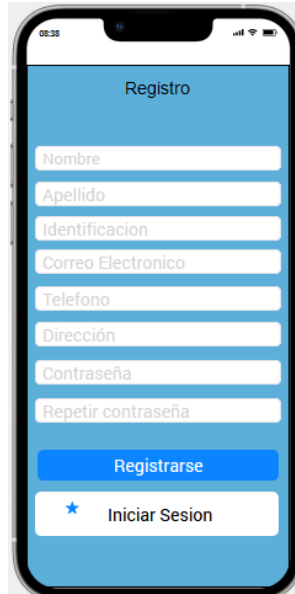 08:38
Registro
Nombre
Apellido
Identificacion
Correo Electronico
Telefono
Dirección
Contraseña
Repetir contraseña
Registrarse
Iniciar Sesion